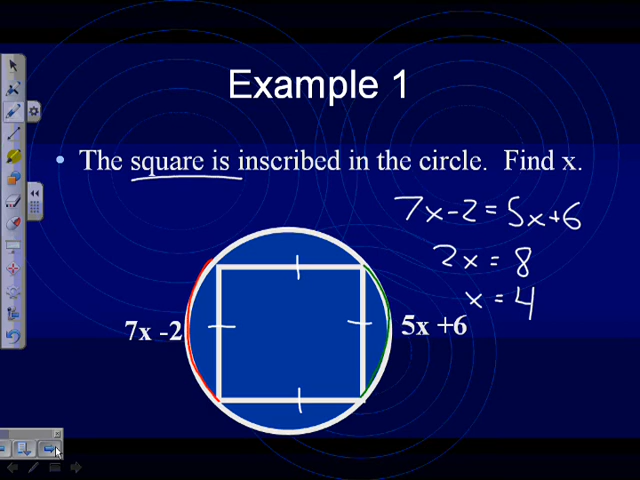 Example 1
• The square is inscribed in the circle. Find x.
7x-2=5x+6
2x = 8
x = 4
7x -2
5x +6